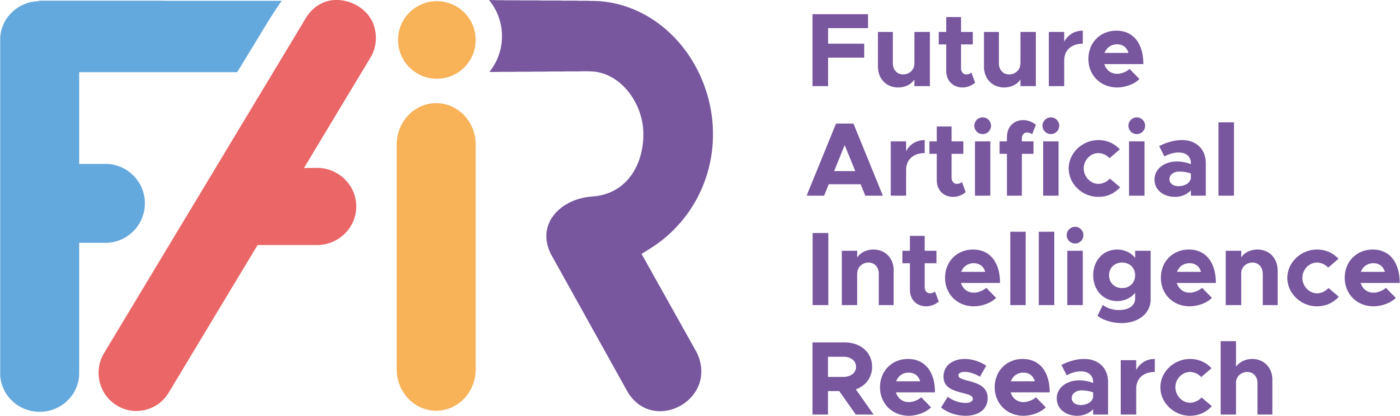 FAiR
Future
Artificial
Intelligence
Research